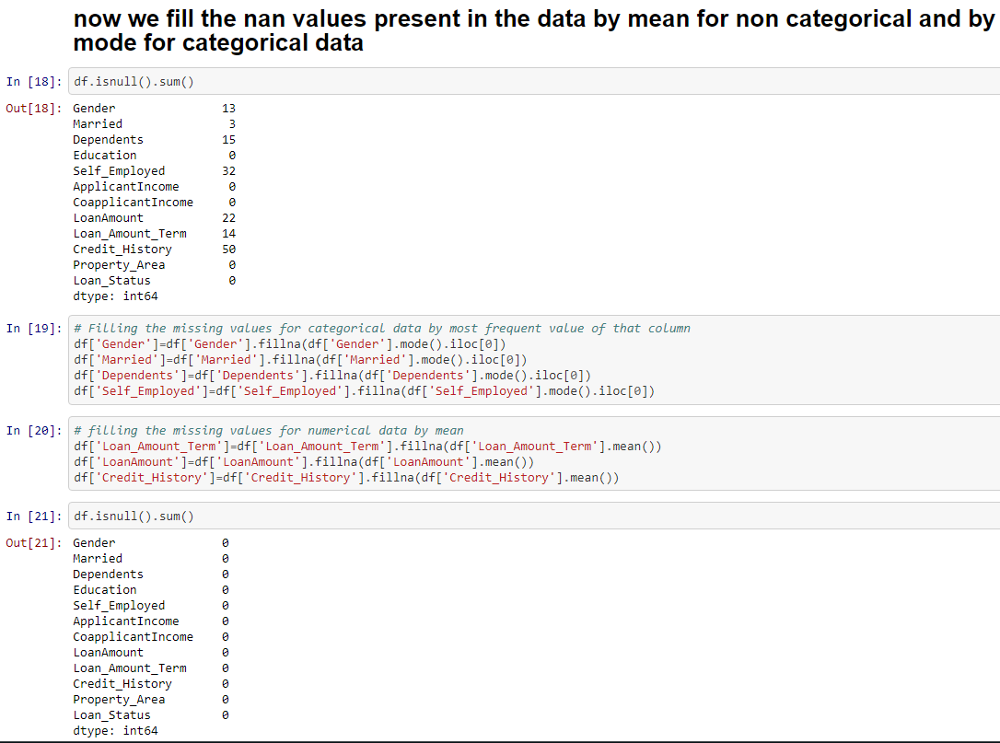 now we fill the nan values present in the data by mean for non categorical and by
mode for categorical data
In [18]: df.isnull().sum()
Out[18]: Gender 13
Married 3
Dependents 15
Education 0
Self_Employed 32
ApplicantIncome 0
CoapplicantIncome 0
LoanAmount 22
Loan_Amount_Term 14
Credit_History 50
Property_Area 0
Loan_Status 0
dtype: int64
In [19]: # Filling the missing values for categorical data by most frequent value of that column
df['Gender']=df['Gender'].fillna(df['Gender'].mode().iloc[0])
df['Married']=df['Married'].fillna(df['Married'].mode().iloc[0])
df['Dependents']=df['Dependents'].fillna(df['Dependents'].mode().iloc[0])
df['Self_Employed']=df['Self_Employed'].fillna(df['Self_Employed'].mode().iloc[0])
In [20]: # filling the missing values for numerical data by mean
df['Loan_Amount_Term']=df['Loan_Amount_Term'].fillna(df['Loan_Amount_Term'].mean())
df['LoanAmount']=df['LoanAmount'].fillna(df['LoanAmount'].mean())
df['Credit_History']=df['Credit_History'].fillna(df['Credit_History'].mean())
In [21]: df.isnull().sum()
Out[21]: Gender 0
Married 0
Dependents 0
Education 0
Self_Employed 0
ApplicantIncome 0
CoapplicantIncome 0
LoanAmount 0
Loan_Amount_Term 0
Credit_History 0
Property_Area 0
Loan_Status 0
dtype: int64